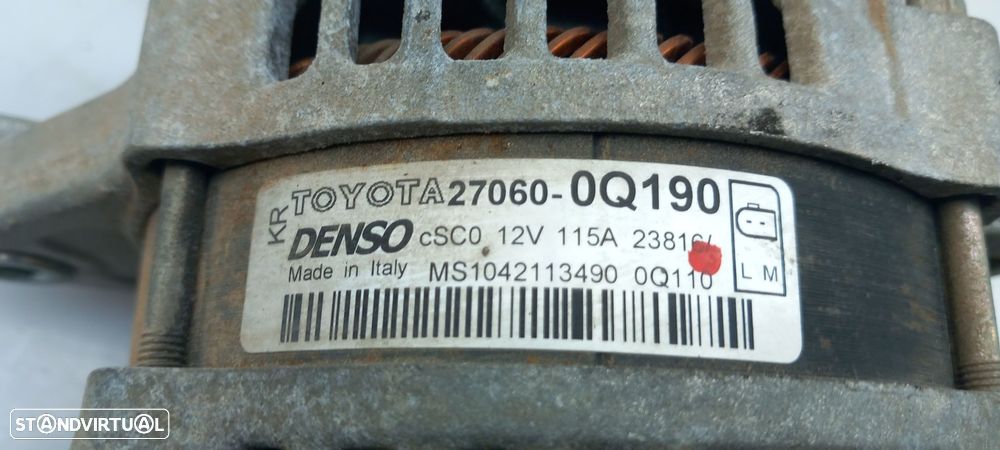 KR
TOYOTA 27060-0Q190
DENSO cSC0 12V 115A 23816/
Made in Italy MS1042113490 0Q110
L M
STANDVIRTUAL